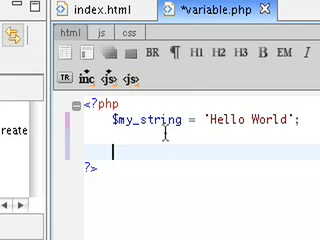 index.html
*variable.php
html js css
BR ¶ H1 H2 H3 B EM I
TR inc <js> <js>
<?php
$my_string = "Hello World";
reate
?>